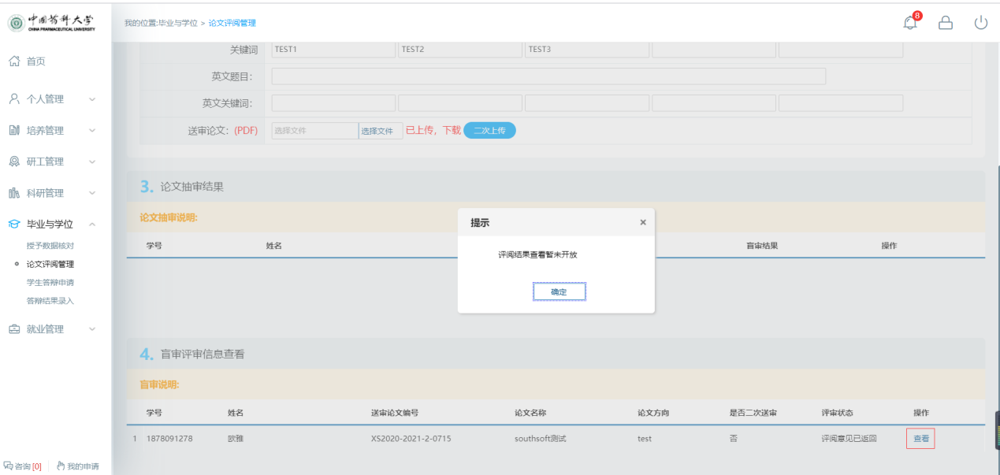 中国药科大学
CHINA PHARMACEUTICAL UNIVERSITY
我的位置:毕业与学位 > 论文评阅管理
8
首页
个人管理
培养管理
研工管理
科研管理
毕业与学位
授予数据核对
论文评阅管理
学生答辩申请
答辩结果录入
就业管理
咨询[0] 我的申请
关键词 TEST1 TEST2 TEST3
英文题目:
英文关键词:
送审论文: (PDF) 选择文件 选择文件 已上传，下载 二次上传
3. 论文抽审结果
论文抽审说明:
学号 姓名 盲审结果 操作
提示 ×
评阅结果查看暂未开放
确定
4. 盲审评审信息查看
盲审说明:
学号 姓名 送审论文编号 论文名称 论文方向 是否二次送审 评审状态 操作
1 1878091278 欧雅 XS2020-2021-2-0715 southsoft测试 test 否 评阅意见已返回 查看